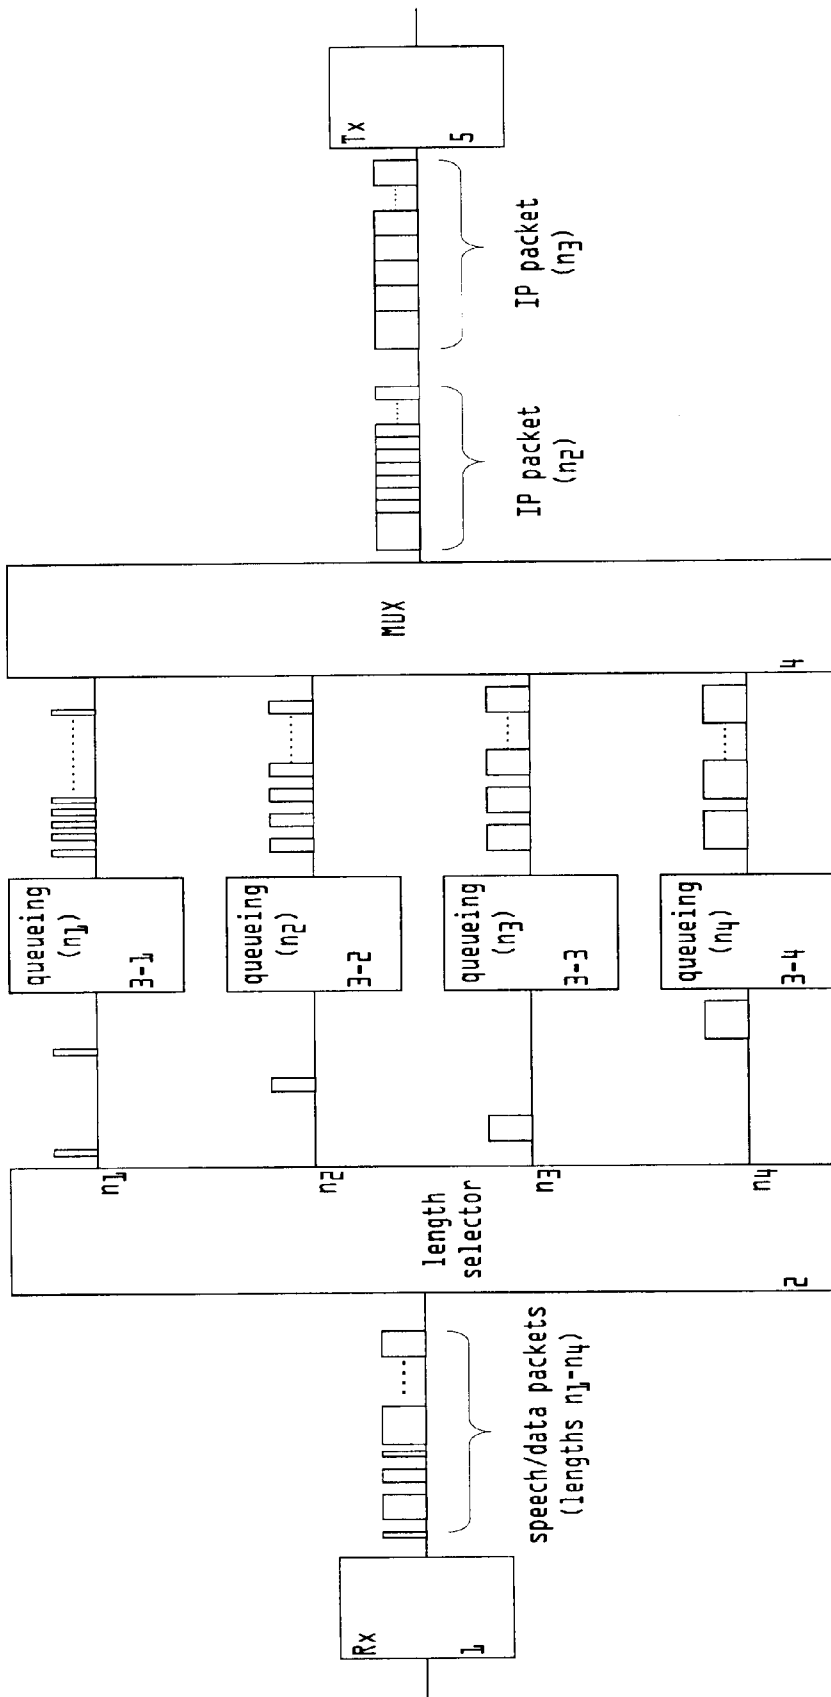 Rx
1
speech/data packets
(lengths n1-n4)
length
selector
2
n1
n2
n3
n4
queueing
(n1)
3-1
queueing
(n2)
3-2
queueing
(n3)
3-3
queueing
(n4)
3-4
MUX
4
IP packet
(n2)
IP packet
(n3)
Tx
5